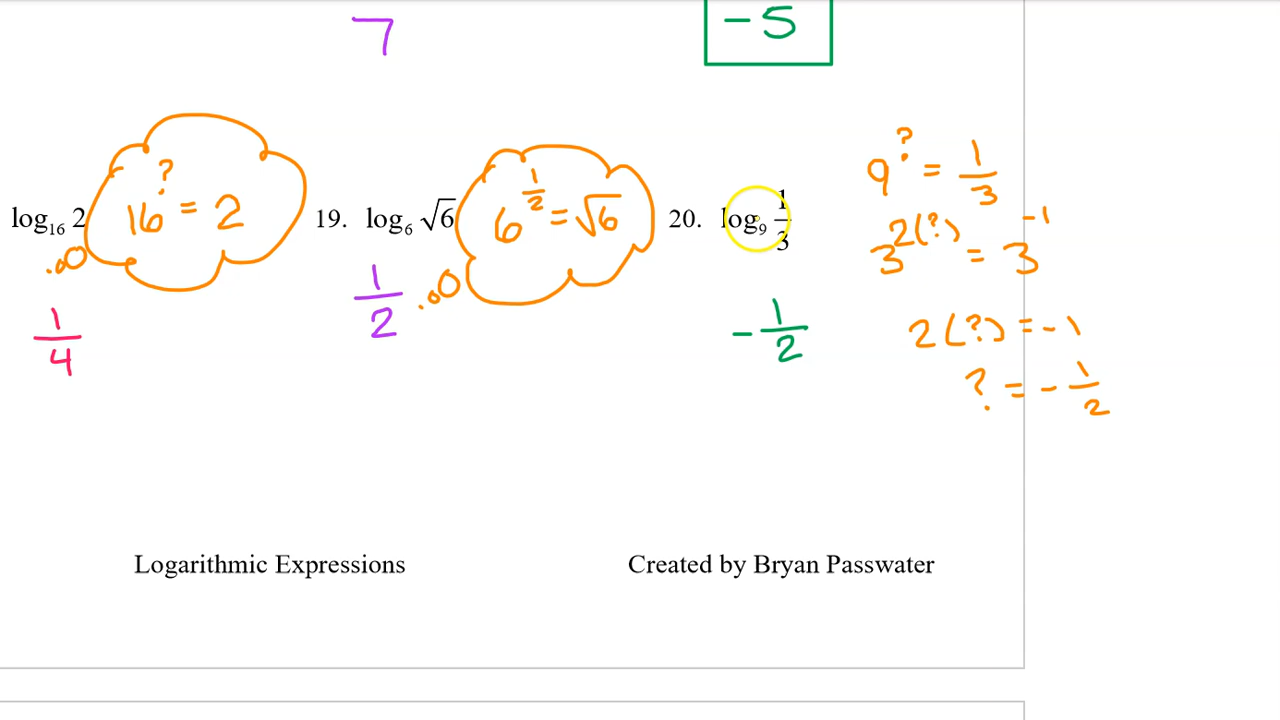 7
-5
log₁₆ 2
16^? = 2
1/4
19. log₆ √6
6^(1/2) = √6
1/2
20. log₉ 1/3
-1/2
9^? = 1/3
3^(2(?)) = 3^(-1)
2(?) = -1
? = -1/2
Logarithmic Expressions
Created by Bryan Passwater